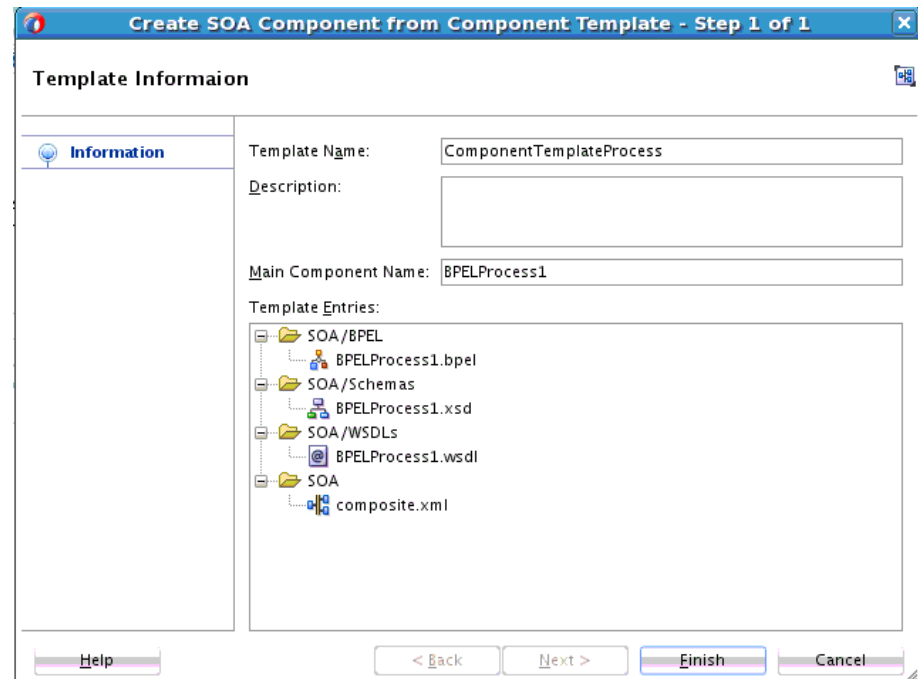 Create SOA Component from Component Template - Step 1 of 1
Template Informaion
Information
Template Name: ComponentTemplateProcess
Description:
Main Component Name: BPELProcess1
Template Entries:
SOA/BPEL
BPELProcess1.bpel
SOA/Schemas
BPELProcess1.xsd
SOA/WSDLs
BPELProcess1.wsdl
SOA
composite.xml
Help < Back Next > Finish Cancel